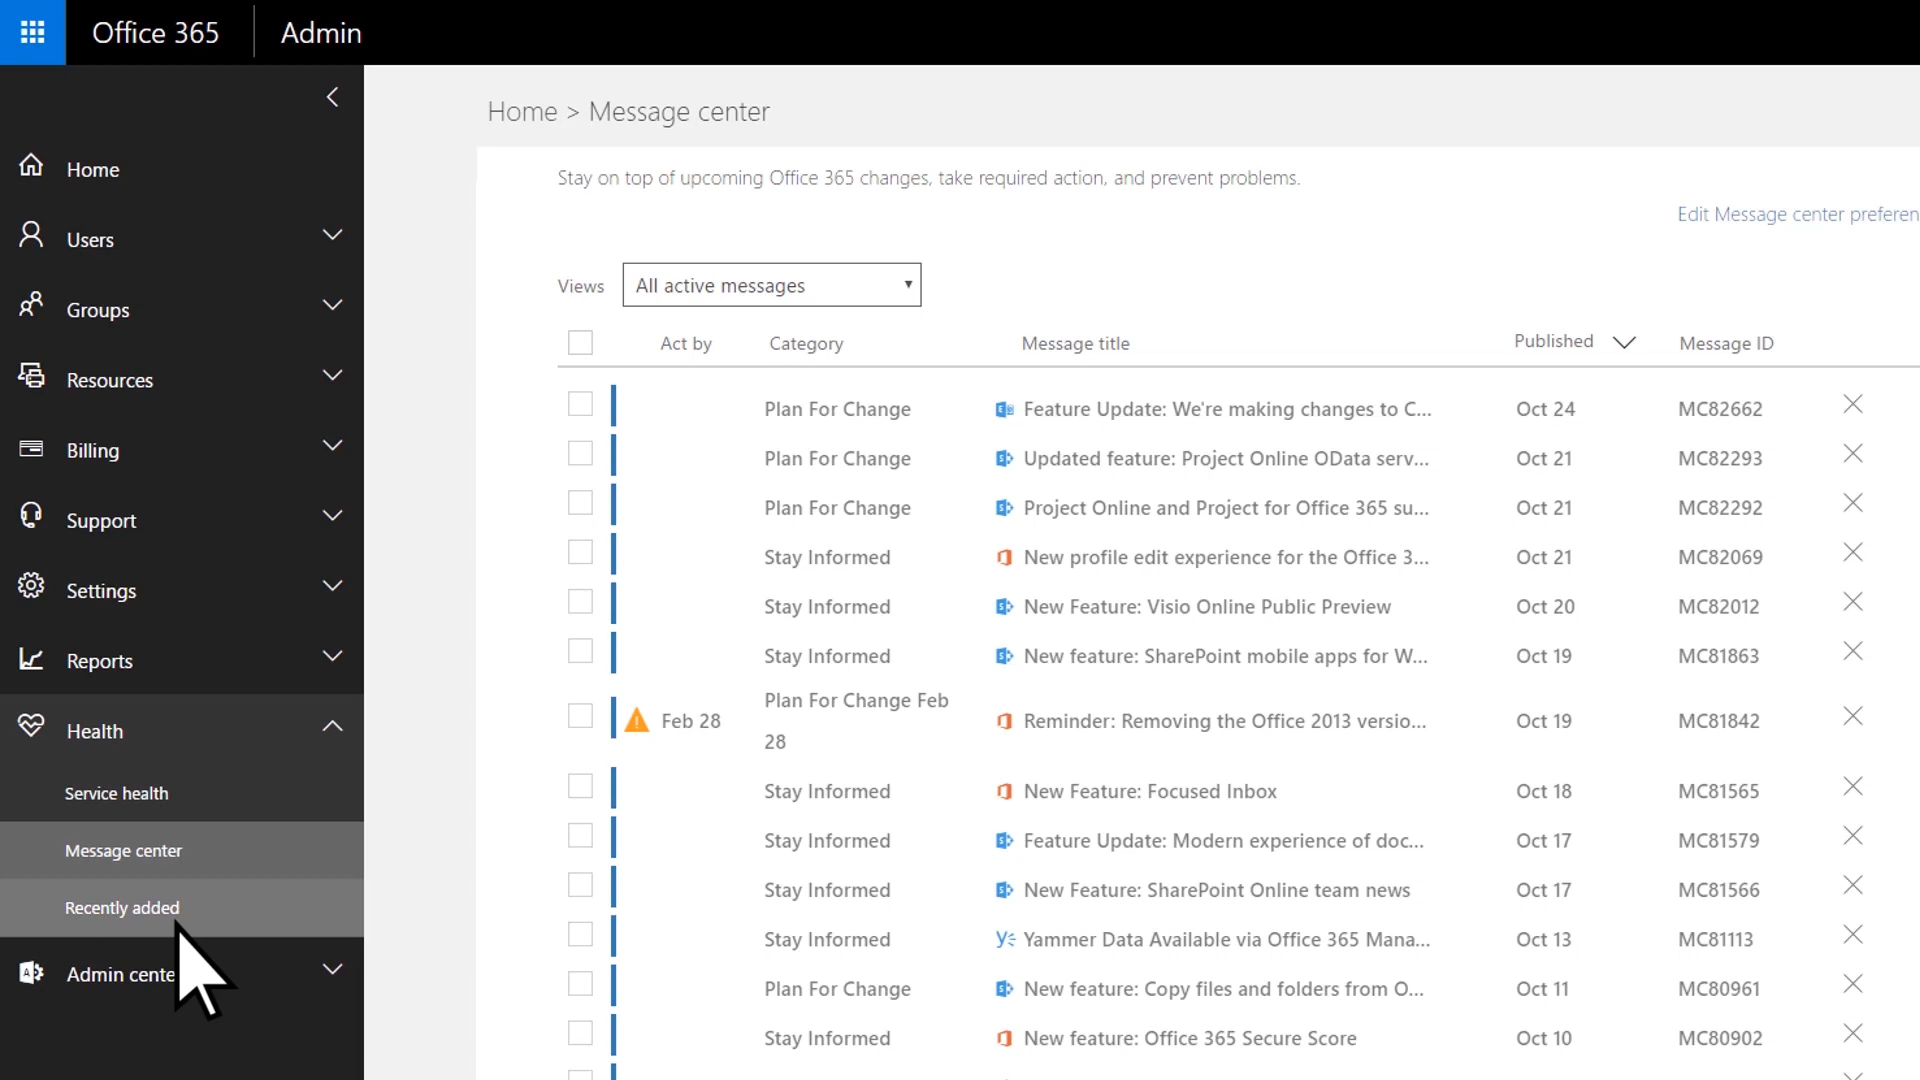 Office 365
Admin
Home
Users
Groups
Resources
Billing
Support
Settings
Reports
Health
Service health
Message center
Recently added
Admin cente
Home > Message center
Stay on top of upcoming Office 365 changes, take required action, and prevent problems.
Edit Message center preferen
Views All active messages
Act by Category Message title Published Message ID
Plan For Change Feature Update: We're making changes to C... Oct 24 MC82662
Plan For Change Updated feature: Project Online OData serv... Oct 21 MC82293
Plan For Change Project Online and Project for Office 365 su... Oct 21 MC82292
Stay Informed New profile edit experience for the Office 3... Oct 21 MC82069
Stay Informed New Feature: Visio Online Public Preview Oct 20 MC82012
Stay Informed New feature: SharePoint mobile apps for W... Oct 19 MC81863
Feb 28 Plan For Change Feb 28 Reminder: Removing the Office 2013 versio... Oct 19 MC81842
Stay Informed New Feature: Focused Inbox Oct 18 MC81565
Stay Informed Feature Update: Modern experience of doc... Oct 17 MC81579
Stay Informed New Feature: SharePoint Online team news Oct 17 MC81566
Stay Informed Yammer Data Available via Office 365 Mana... Oct 13 MC81113
Plan For Change New feature: Copy files and folders from O... Oct 11 MC80961
Stay Informed New feature: Office 365 Secure Score Oct 10 MC80902